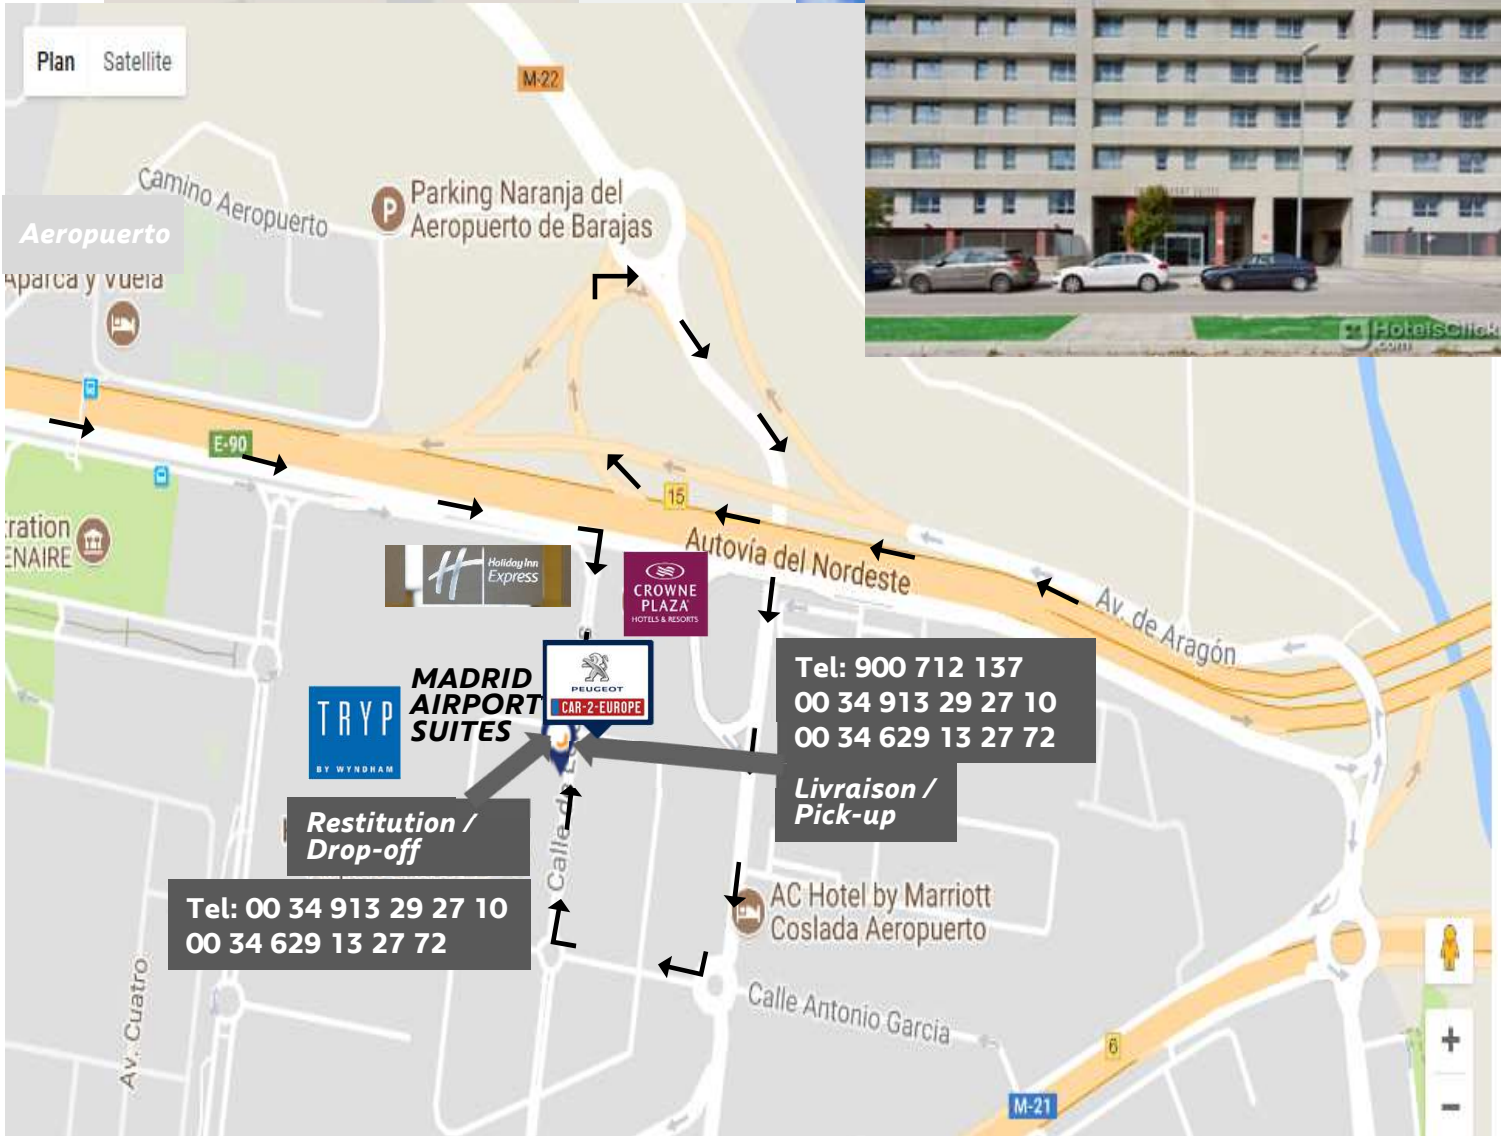 Plan
Satellite
M-22
Camino Aeropuerto
Parking Naranja del
Aeropuerto de Barajas
Aeropuerto
Aparca y Vuela
HotelsClick
.com
E-90
15
Autovía del Nordeste
Av. de Aragón
ENAIRE
Holiday Inn
Express
CROWNE
PLAZA
HOTELS & RESORTS
PEUGEOT
CAR-2-EUROPE
MADRID
AIRPORT
SUITES
TRYP
BY WYNDHAM
Tel: 900 712 137
00 34 913 29 27 10
00 34 629 13 27 72
Livraison /
Pick-up
Restitution /
Drop-off
Tel: 00 34 913 29 27 10
00 34 629 13 27 72
Calle
AC Hotel by Marriott
Coslada Aeropuerto
Calle Antonio Garcia
Av. Cuatro
6
M-21
+
−